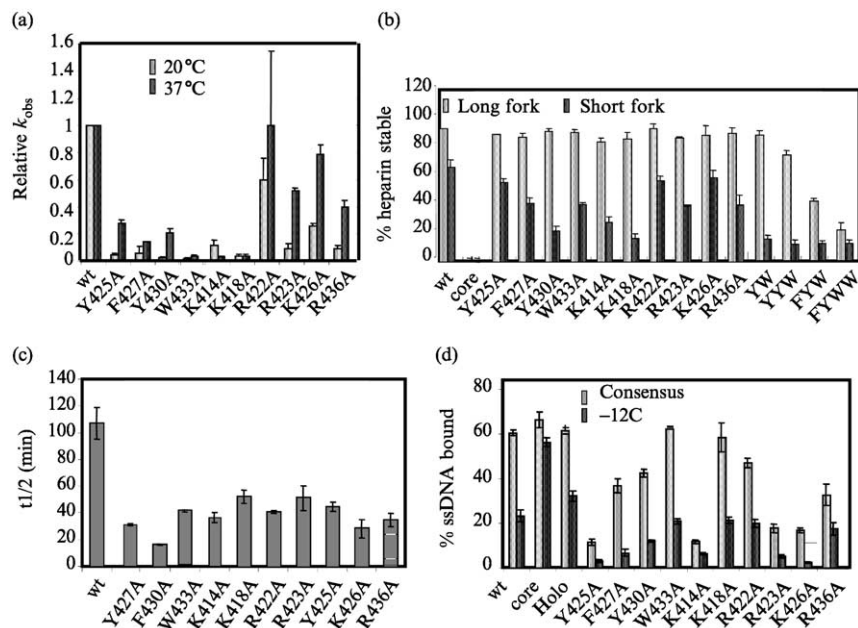 (a)
1.6
1.4
1.2
1
0.8
0.6
0.4
0.2
0
Relative k_obs
20°C
37°C
wt
Y425A
F427A
Y430A
W433A
K414A
K418A
R422A
R423A
K426A
R436A
(b)
120
100
80
60
40
20
0
% heparin stable
Long fork
Short fork
wt
core
Y425A
F427A
Y430A
W433A
K414A
K418A
R422A
R423A
K426A
R436A
YW
YYW
FYW
FYWW
(c)
140
120
100
80
60
40
20
0
t1/2 (min)
wt
Y427A
F430A
W433A
K414A
K418A
R422A
R423A
Y425A
K426A
R436A
(d)
80
60
40
20
0
% ssDNA bound
Consensus
–12C
wt
core
Holo
Y425A
F427A
Y430A
W433A
K414A
K418A
R422A
R423A
K426A
R436A